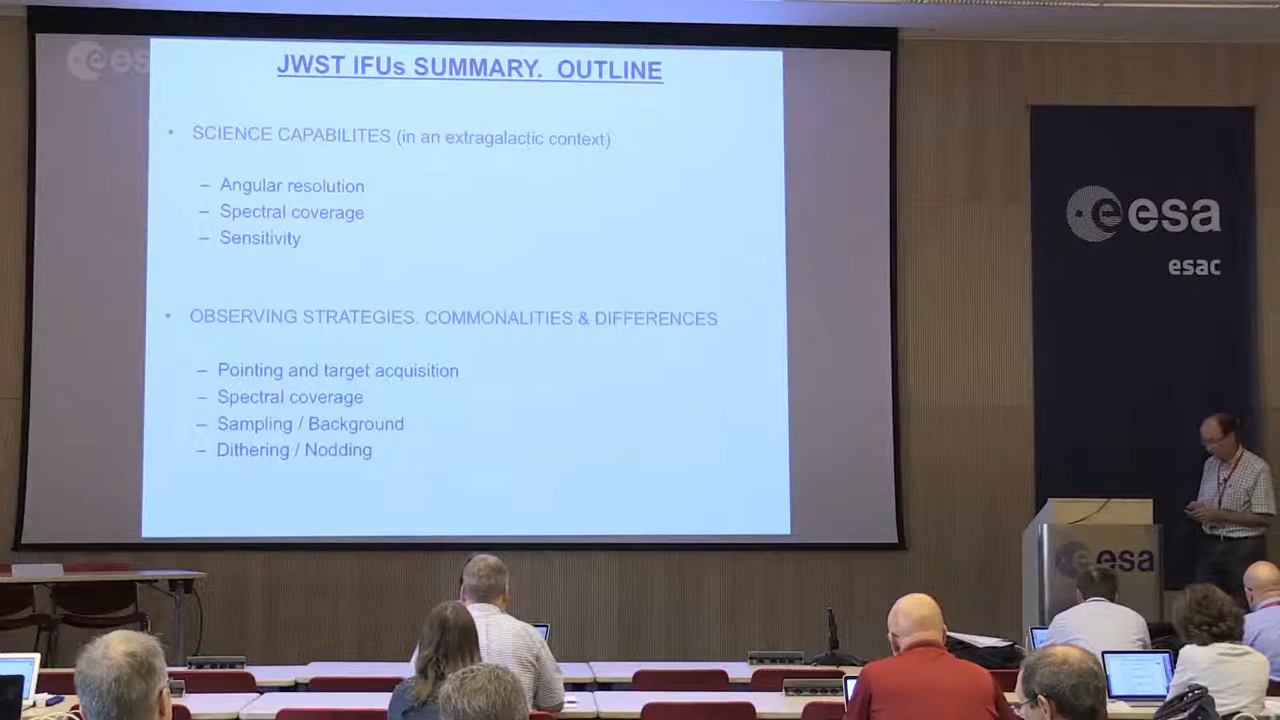 esa
JWST IFUs SUMMARY. OUTLINE
• SCIENCE CAPABILITES (in an extragalactic context)
– Angular resolution
– Spectral coverage
– Sensitivity
• OBSERVING STRATEGIES. COMMONALITIES & DIFFERENCES
– Pointing and target acquisition
– Spectral coverage
– Sampling / Background
– Dithering / Nodding
esa
esac
esa